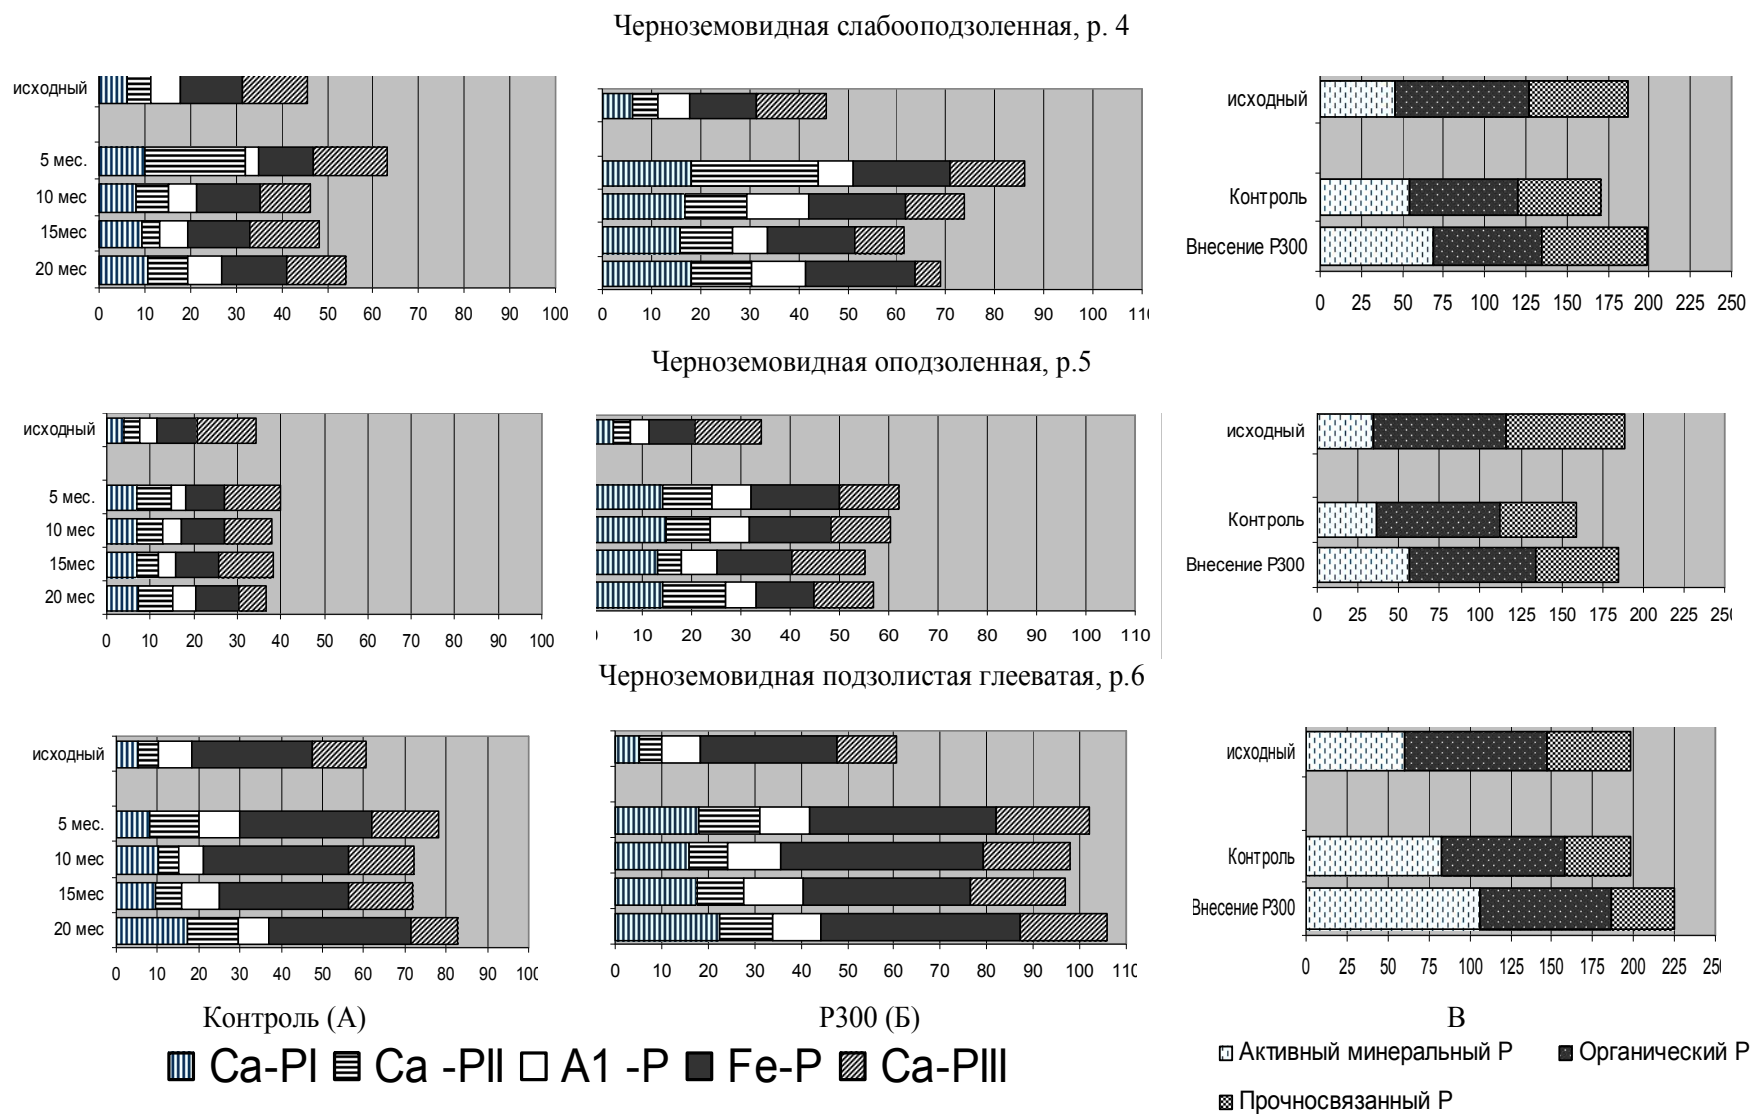 Черноземовидная слабооподзоленная, р. 4
исходный
5 мес.
10 мес
15мес
20 мес
0 10 20 30 40 50 60 70 80 90 100
0 10 20 30 40 50 60 70 80 90 100 11
исходный
Контроль
Внесение Р300
0 25 50 75 100 125 150 175 200 225 250
Черноземовидная оподзоленная, р.5
исходный
5 мес.
10 мес
15мес
20 мес
0 10 20 30 40 50 60 70 80 90 100
10 20 30 40 50 60 70 80 90 100 110
исходный
Контроль
Внесение Р300
0 25 50 75 100 125 150 175 200 225 25
Черноземовидная подзолистая глееватая, р.6
исходный
5 мес.
10 мес
15мес
20 мес
0 10 20 30 40 50 60 70 80 90 10
0 10 20 30 40 50 60 70 80 90 100 11
исходный
Контроль
Внесение Р300
0 25 50 75 100 125 150 175 200 225 25
Контроль (А)
Р300 (Б)
В
Ca-PI Ca -PII A1 -P Fe-P Ca-PIII
Активный минеральный Р Органический Р
Прочносвязанный Р